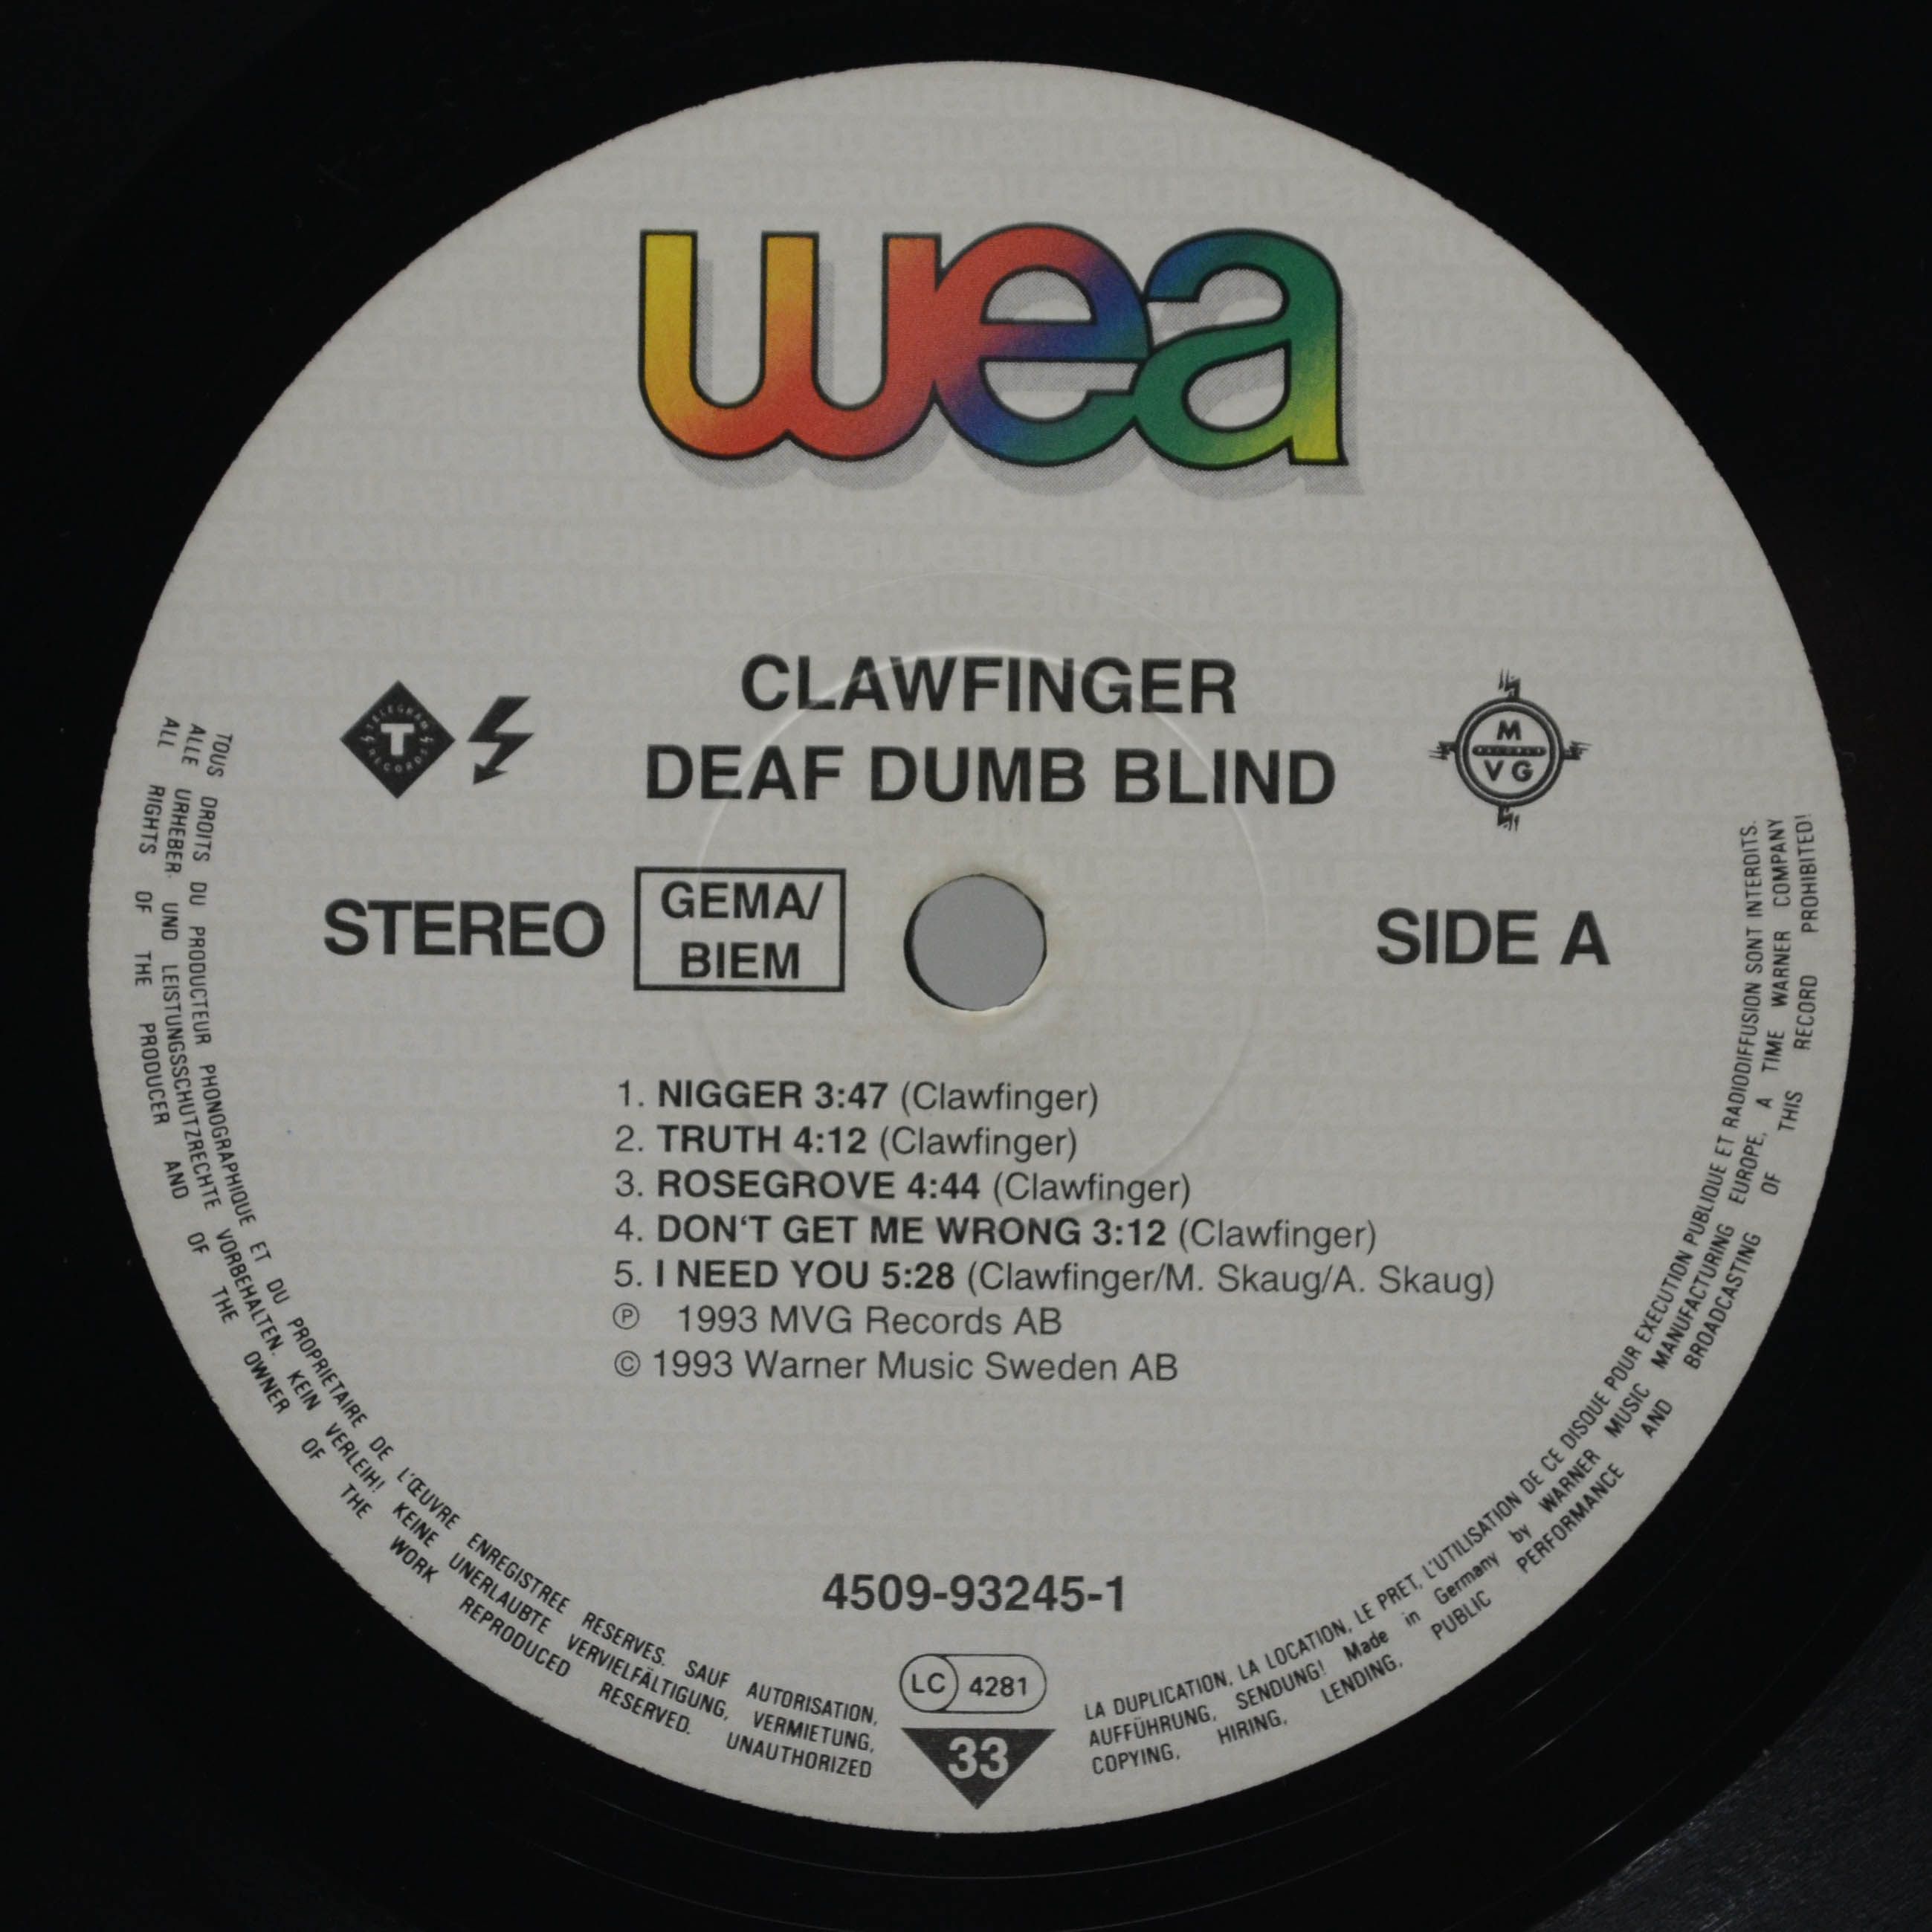 wea
CLAWFINGER
DEAF DUMB BLIND
TELEGRAM
T
RECORDS
M
RECORDS
VG
STEREO
GEMA/
BIEM
SIDE A
1. NIGGER 3:47 (Clawfinger)
2. TRUTH 4:12 (Clawfinger)
3. ROSEGROVE 4:44 (Clawfinger)
4. DON'T GET ME WRONG 3:12 (Clawfinger)
5. I NEED YOU 5:28 (Clawfinger/M. Skaug/A. Skaug)
℗ 1993 MVG Records AB
© 1993 Warner Music Sweden AB
4509-93245-1
LC 4281
33
TOUS DROITS DU PRODUCTEUR PHONOGRAPHIQUE ET DU PROPRIETAIRE DE L'ŒUVRE ENREGISTREE RESERVES. SAUF AUTORISATION, LA DUPLICATION, LA LOCATION, LE PRET, L'UTILISATION DE CE DISQUE POUR EXECUTION PUBLIQUE ET RADIODIFFUSION SONT INTERDITS.
ALLE URHEBER- UND LEISTUNGSSCHUTZRECHTE VORBEHALTEN. KEIN VERLEIH! KEINE UNERLAUBTE VERVIELFÄLTIGUNG, VERMIETUNG, AUFFÜHRUNG, SENDUNG! Made in Germany by WARNER MUSIC MANUFACTURING EUROPE, A TIME WARNER COMPANY
ALL RIGHTS OF THE PRODUCER AND OF THE OWNER OF THE WORK REPRODUCED RESERVED. UNAUTHORIZED COPYING, HIRING, LENDING, PUBLIC PERFORMANCE AND BROADCASTING OF THIS RECORD PROHIBITED!